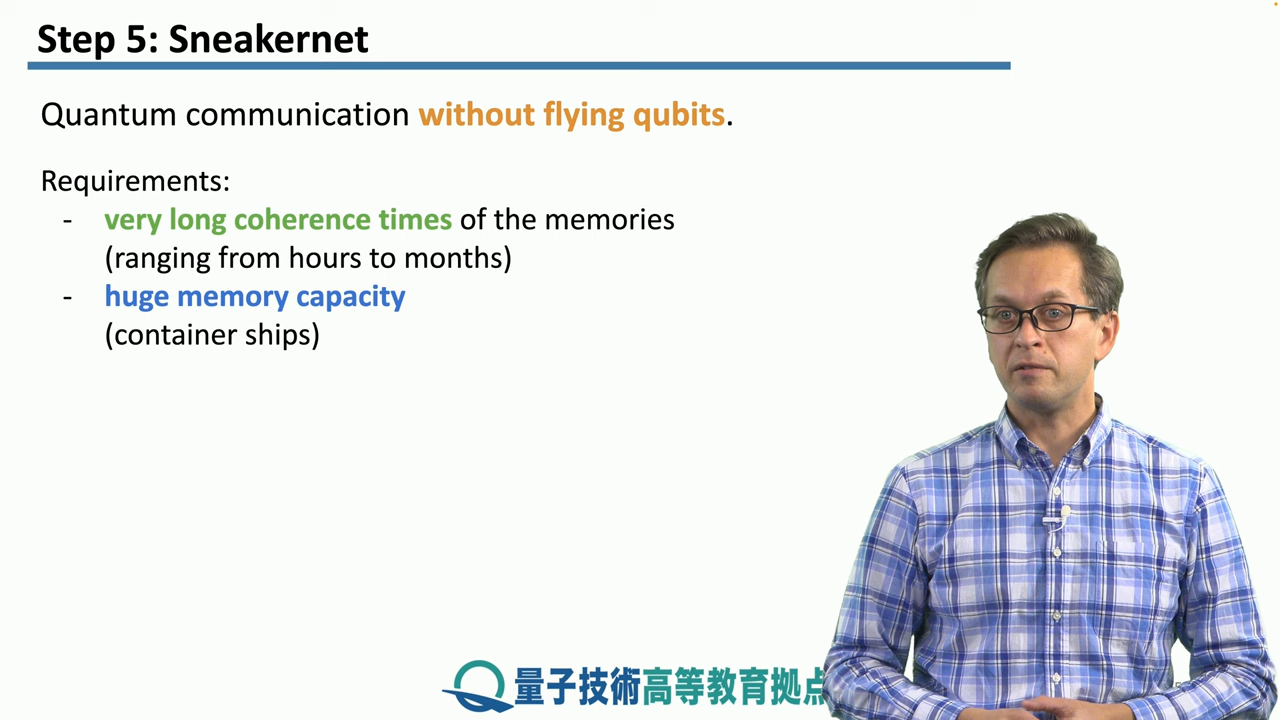 Step 5: Sneakernet
Quantum communication without flying qubits.
Requirements:
- very long coherence times of the memories
(ranging from hours to months)
- huge memory capacity
(container ships)
量子技術高等教育拠点